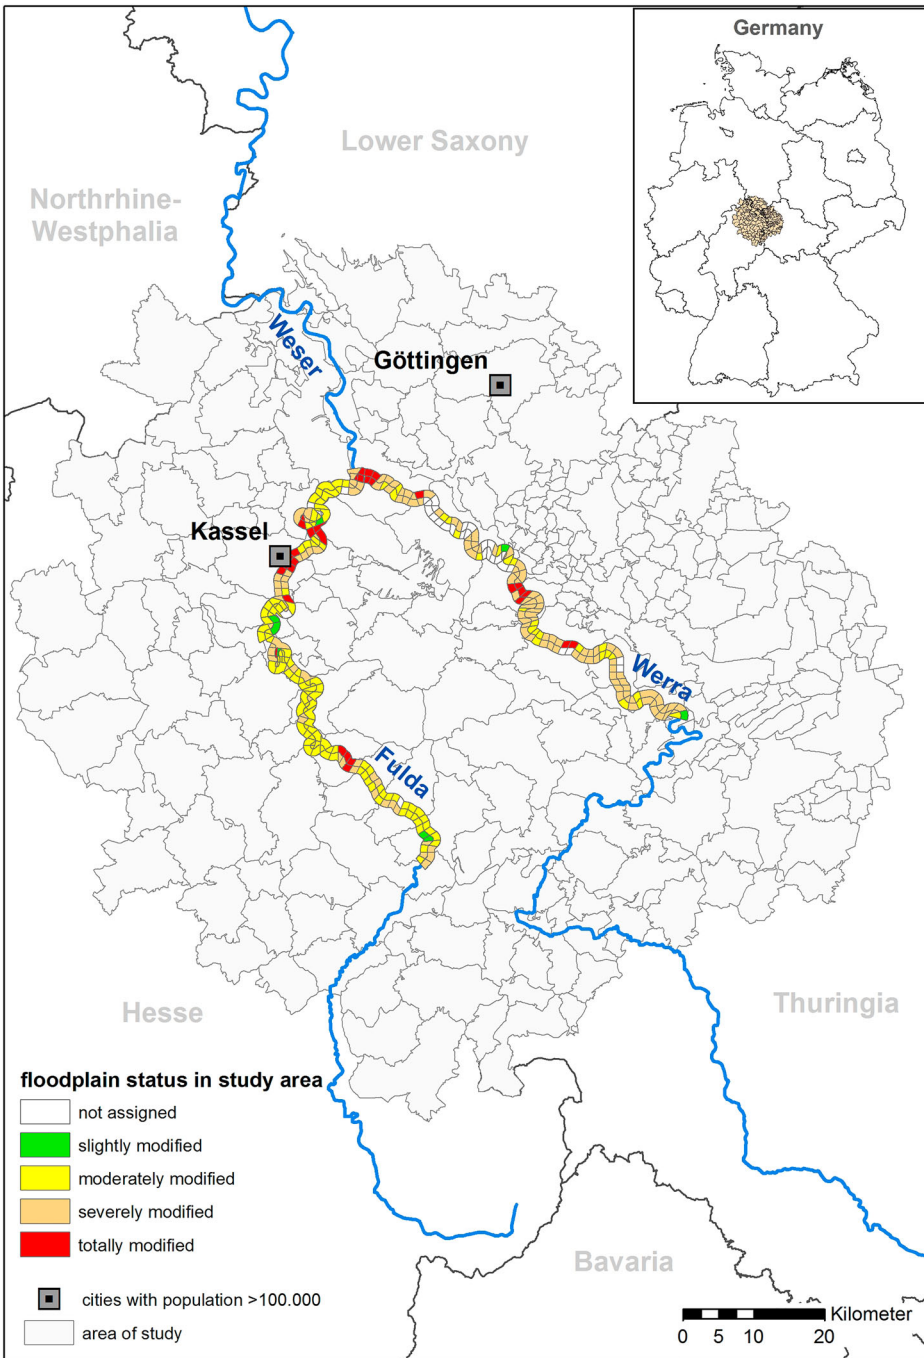 Germany
Lower Saxony
Northrhine-
Westphalia
Weser
Göttingen
Kassel
Werra
Fulda
Hesse
Thuringia
floodplain status in study area
not assigned
slightly modified
moderately modified
severely modified
totally modified
Bavaria
cities with population >100.000
area of study
Kilometer
0 5 10 20